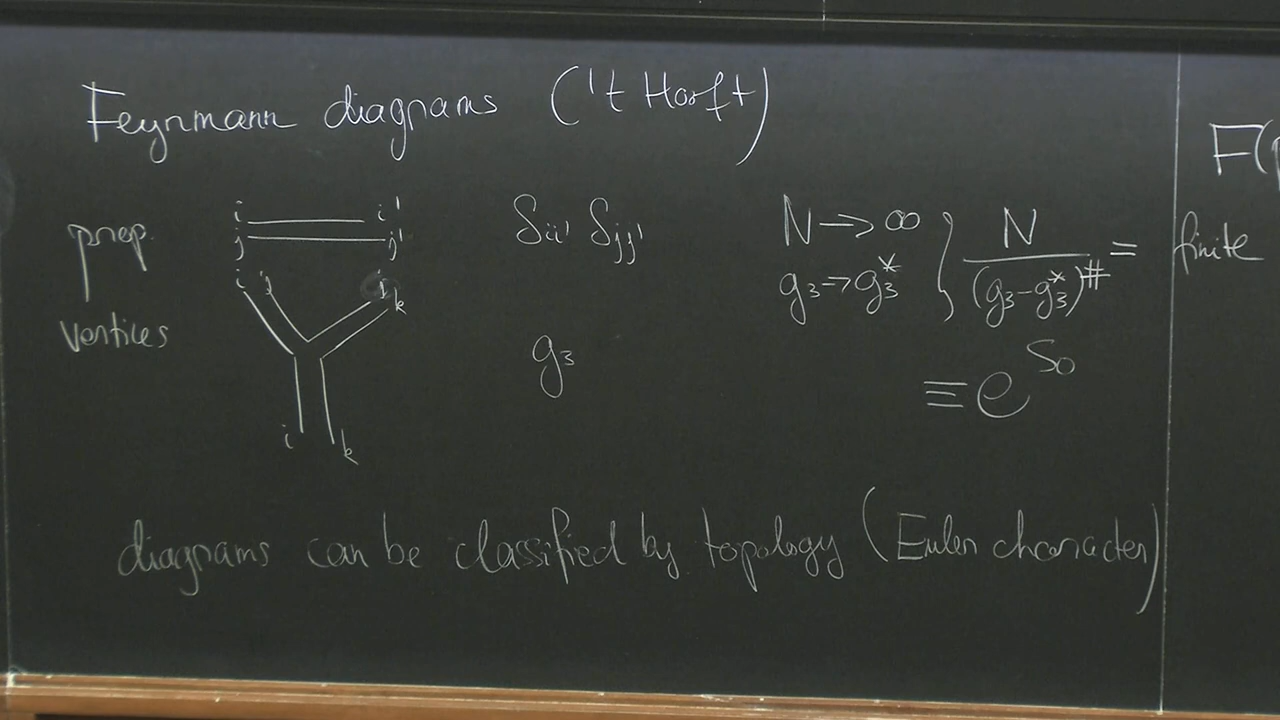 Feynmann diagrams ('t Hooft)
prop.
i i'
j j'
δii' δjj'
vertices
i j j k
i k
g3
N → ∞
g3 → g3*
} N / (g3 - g3*)^# = finite
≡ e^S0
F(
diagrams can be classified by topology (Euler character)